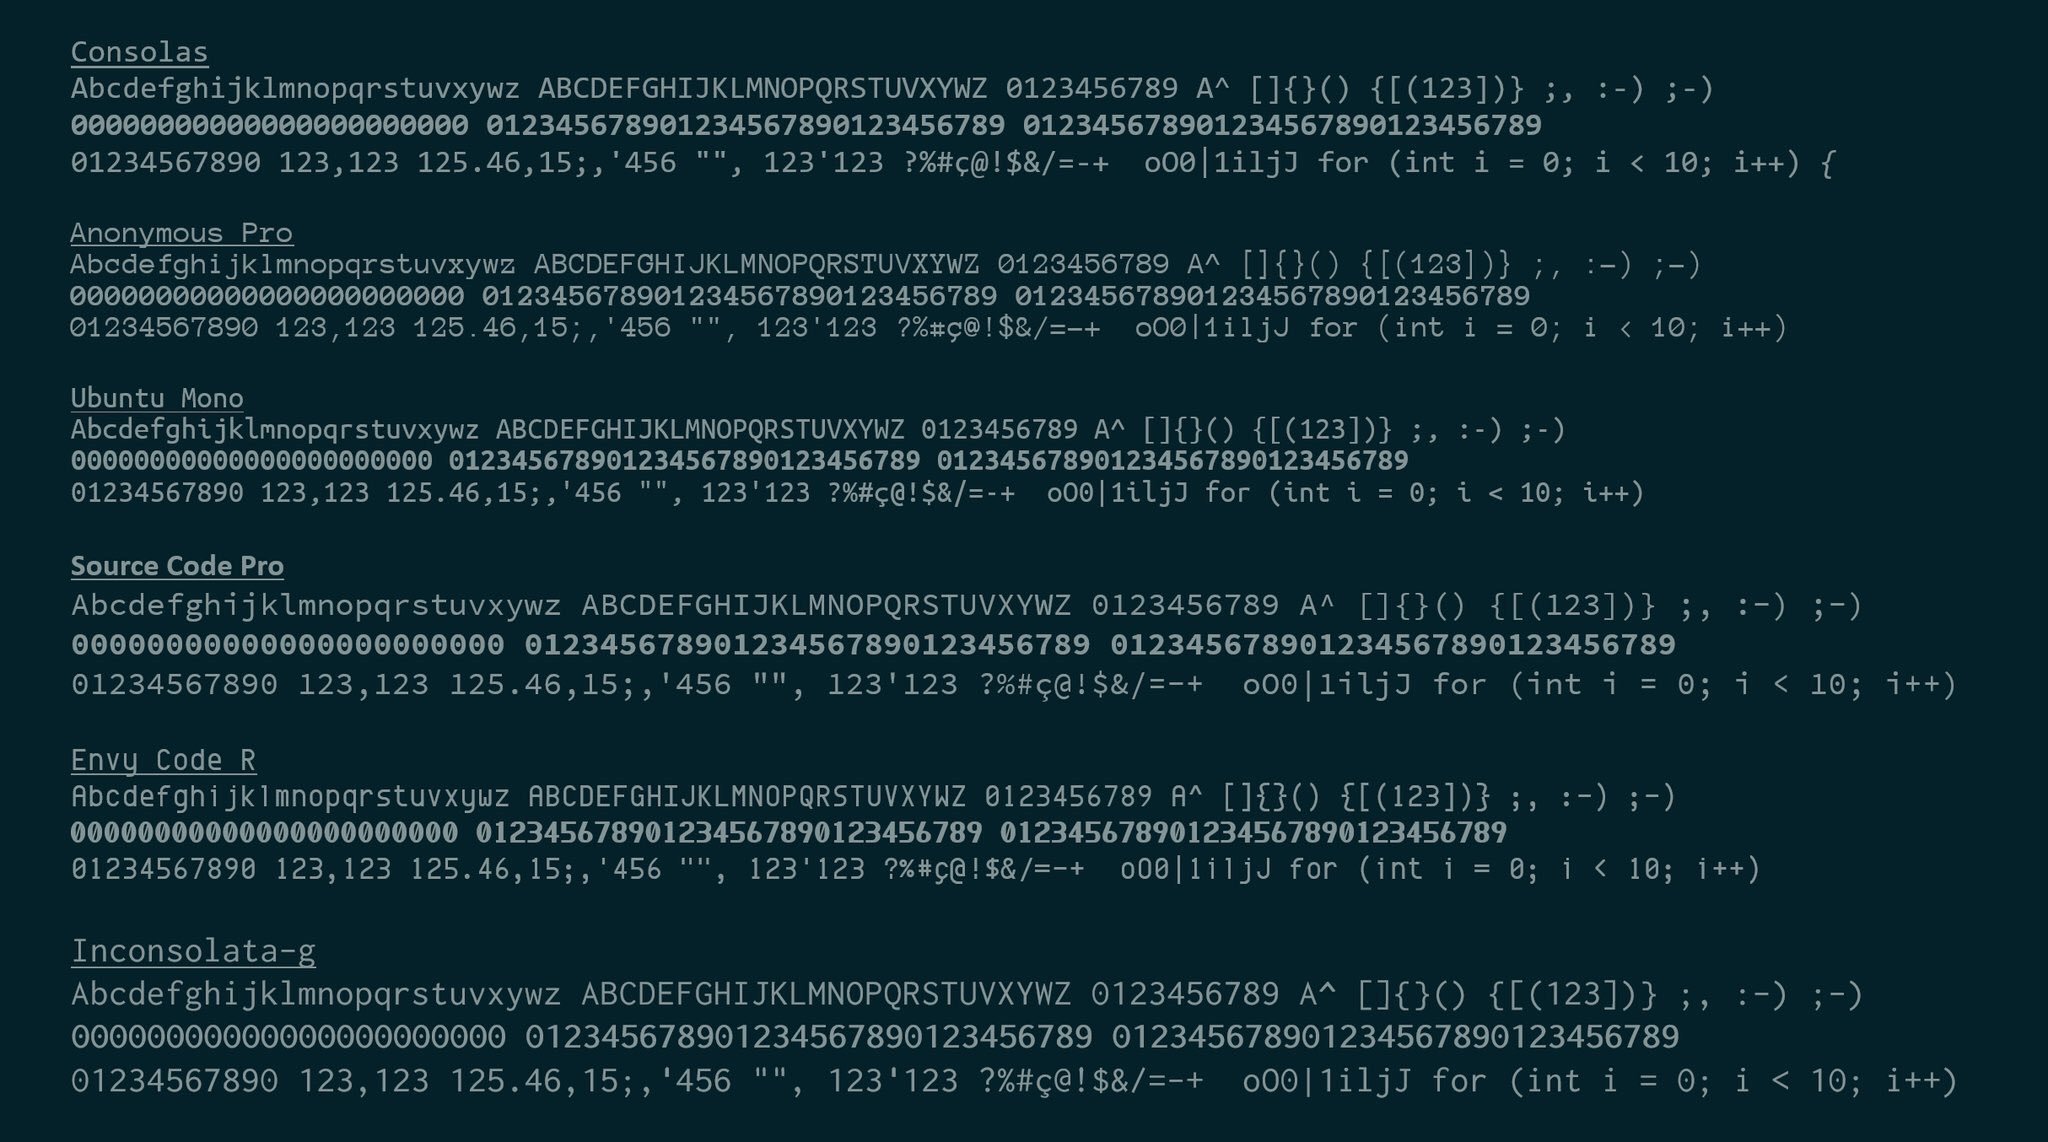 Consolas
Abcdefghijklmnopqrstuvxywz ABCDEFGHIJKLMNOPQRSTUVXYWZ 0123456789 A^ []{}() {[(123])} ;, :-) ;-)
00000000000000000000000 012345678901234567890123456789 012345678901234567890123456789
01234567890 123,123 125.46,15;,'456 "", 123'123 ?%#ç@!$&/=-+  oO0|1iljJ for (int i = 0; i < 10; i++) {
Anonymous Pro
Abcdefghijklmnopqrstuvxywz ABCDEFGHIJKLMNOPQRSTUVXYWZ 0123456789 A^ []{}() {[(123])} ;, :-) ;-)
00000000000000000000000 012345678901234567890123456789 012345678901234567890123456789
01234567890 123,123 125.46,15;,'456 "", 123'123 ?%#ç@!$&/=-+  oO0|1iljJ for (int i = 0; i < 10; i++)
Ubuntu Mono
Abcdefghijklmnopqrstuvxywz ABCDEFGHIJKLMNOPQRSTUVXYWZ 0123456789 A^ []{}() {[(123])} ;, :-) ;-)
00000000000000000000000 012345678901234567890123456789 012345678901234567890123456789
01234567890 123,123 125.46,15;,'456 "", 123'123 ?%#ç@!$&/=-+  oO0|1iljJ for (int i = 0; i < 10; i++)
Source Code Pro
Abcdefghijklmnopqrstuvxywz ABCDEFGHIJKLMNOPQRSTUVXYWZ 0123456789 A^ []{}() {[(123])} ;, :-) ;-)
00000000000000000000000 012345678901234567890123456789 012345678901234567890123456789
01234567890 123,123 125.46,15;,'456 "", 123'123 ?%#ç@!$&/=-+  oO0|1iljJ for (int i = 0; i < 10; i++)
Envy Code R
Abcdefghijklmnopqrstuvxywz ABCDEFGHIJKLMNOPQRSTUVXYWZ 0123456789 A^ []{}() {[(123])} ;, :-) ;-)
00000000000000000000000 012345678901234567890123456789 012345678901234567890123456789
01234567890 123,123 125.46,15;,'456 "", 123'123 ?%#ç@!$&/=-+  oO0|1iljJ for (int i = 0; i < 10; i++)
Inconsolata-g
Abcdefghijklmnopqrstuvxywz ABCDEFGHIJKLMNOPQRSTUVXYWZ 0123456789 A^ []{}() {[(123])} ;, :-) ;-)
00000000000000000000000 012345678901234567890123456789 012345678901234567890123456789
01234567890 123,123 125.46,15;,'456 "", 123'123 ?%#ç@!$&/=-+  oO0|1iljJ for (int i = 0; i < 10; i++)